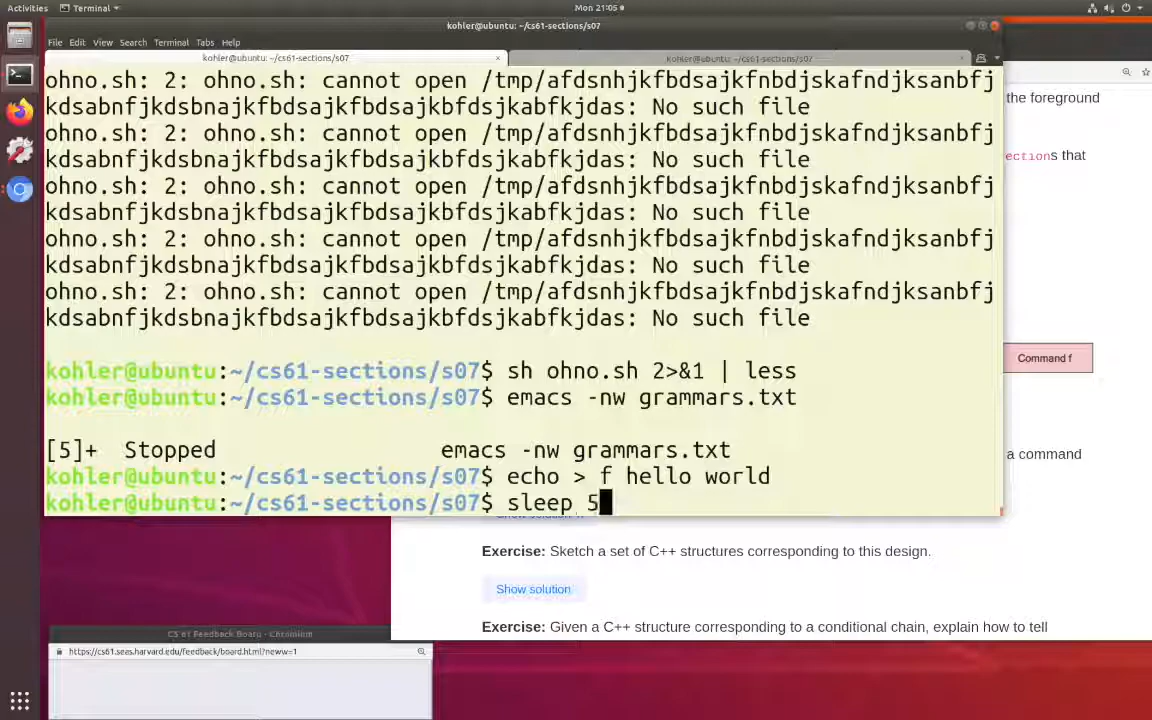 Activities
Terminal
Mon 21:05
kohler@ubuntu: ~/cs61-sections/s07
File Edit View Search Terminal Tabs Help
kohler@ubuntu: ~/cs61-sections/s07
kohler@ubuntu: ~/cs61-sections/s07
ohno.sh: 2: ohno.sh: cannot open /tmp/afdsnhjkfbdsajkfnbdjskafndjksanbfj
kdsabnfjkdsbnajkfbdsajkfbdsjkabfkjdas: No such file
ohno.sh: 2: ohno.sh: cannot open /tmp/afdsnhjkfbdsajkfnbdjskafndjksanbfj
kdsabnfjkdsbnajkfbdsajkfbdsajkfbfkjdas: No such file
ohno.sh: 2: ohno.sh: cannot open /tmp/afdsnhjkfbdsajkfnbdjskafndjksanbfj
kdsabnfjkdsbnajkfbdsajkfbdsjkabfkjdas: No such file
ohno.sh: 2: ohno.sh: cannot open /tmp/afdsnhjkfbdsajkfnbdjskafndjksanbfj
kdsabnfjkdsbnajkfbdsajkfbdsjkabfkjdas: No such file
ohno.sh: 2: ohno.sh: cannot open /tmp/afdsnhjkfbdsajkfnbdjskafndjksanbfj
kdsabnfjkdsbnajkfbdsajkfbdsjkabfkjdas: No such file
kohler@ubuntu:~/cs61-sections/s07$ sh ohno.sh 2>&1 | less
kohler@ubuntu:~/cs61-sections/s07$ emacs -nw grammars.txt
[5]+ Stopped emacs -nw grammars.txt
kohler@ubuntu:~/cs61-sections/s07$ echo > f hello world
kohler@ubuntu:~/cs61-sections/s07$ sleep 5
the foreground
ections that
Command f
a command
Exercise: Sketch a set of C++ structures corresponding to this design.
Show solution
Exercise: Given a C++ structure corresponding to a conditional chain, explain how to tell
CS 61 Feedback Board - Chromium
https://cs61.seas.harvard.edu/feedback/board.html?neww=1